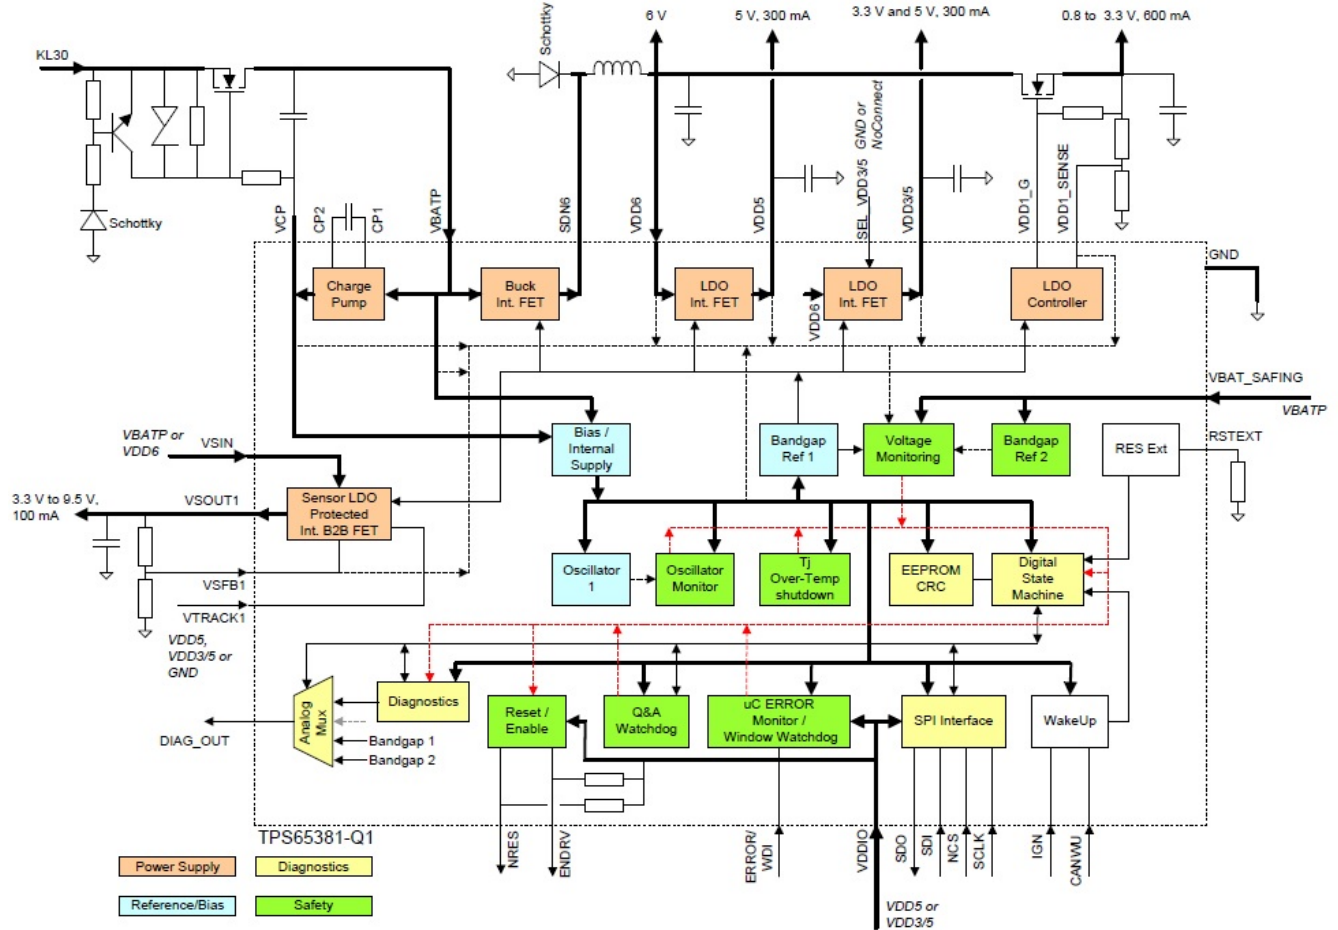 6 V
5 V, 300 mA
3.3 V and 5 V, 300 mA
0.8 to 3.3 V, 600 mA
KL30
Schottky
Schottky
GND or
NoConnect
VCP
CP2
CP1
VBATP
SDN6
VDD6
VDD5
SEL_VDD3/5
VDD3/5
VDD1_G
VDD1_SENSE
GND
Charge
Pump
Buck
Int. FET
LDO
Int. FET
VDD6
LDO
Int. FET
LDO
Controller
VBAT_SAFING
VBATP
VBATP or
VDD6
VSIN
Bias /
Internal
Supply
Bandgap
Ref 1
Voltage
Monitoring
Bandgap
Ref 2
RES Ext
RSTEXT
3.3 V to 9.5 V,
100 mA
VSOUT1
Sensor LDO
Protected
Int. B2B FET
VSFB1
VTRACK1
VDD5,
VDD3/5 or
GND
Oscillator
1
Oscillator
Monitor
Tj
Over-Temp
shutdown
EEPROM
CRC
Digital
State
Machine
Analog
Mux
Diagnostics
Bandgap 1
Bandgap 2
DIAG_OUT
Reset /
Enable
Q&A
Watchdog
uC ERROR
Monitor /
Window Watchdog
SPI Interface
WakeUp
TPS65381-Q1
NRES
ENDRV
ERROR/
WDI
VDDIO
SDO
SDI
NCS
SCLK
IGN
CANWU
VDD5 or
VDD3/5
Power Supply
Diagnostics
Reference/Bias
Safety